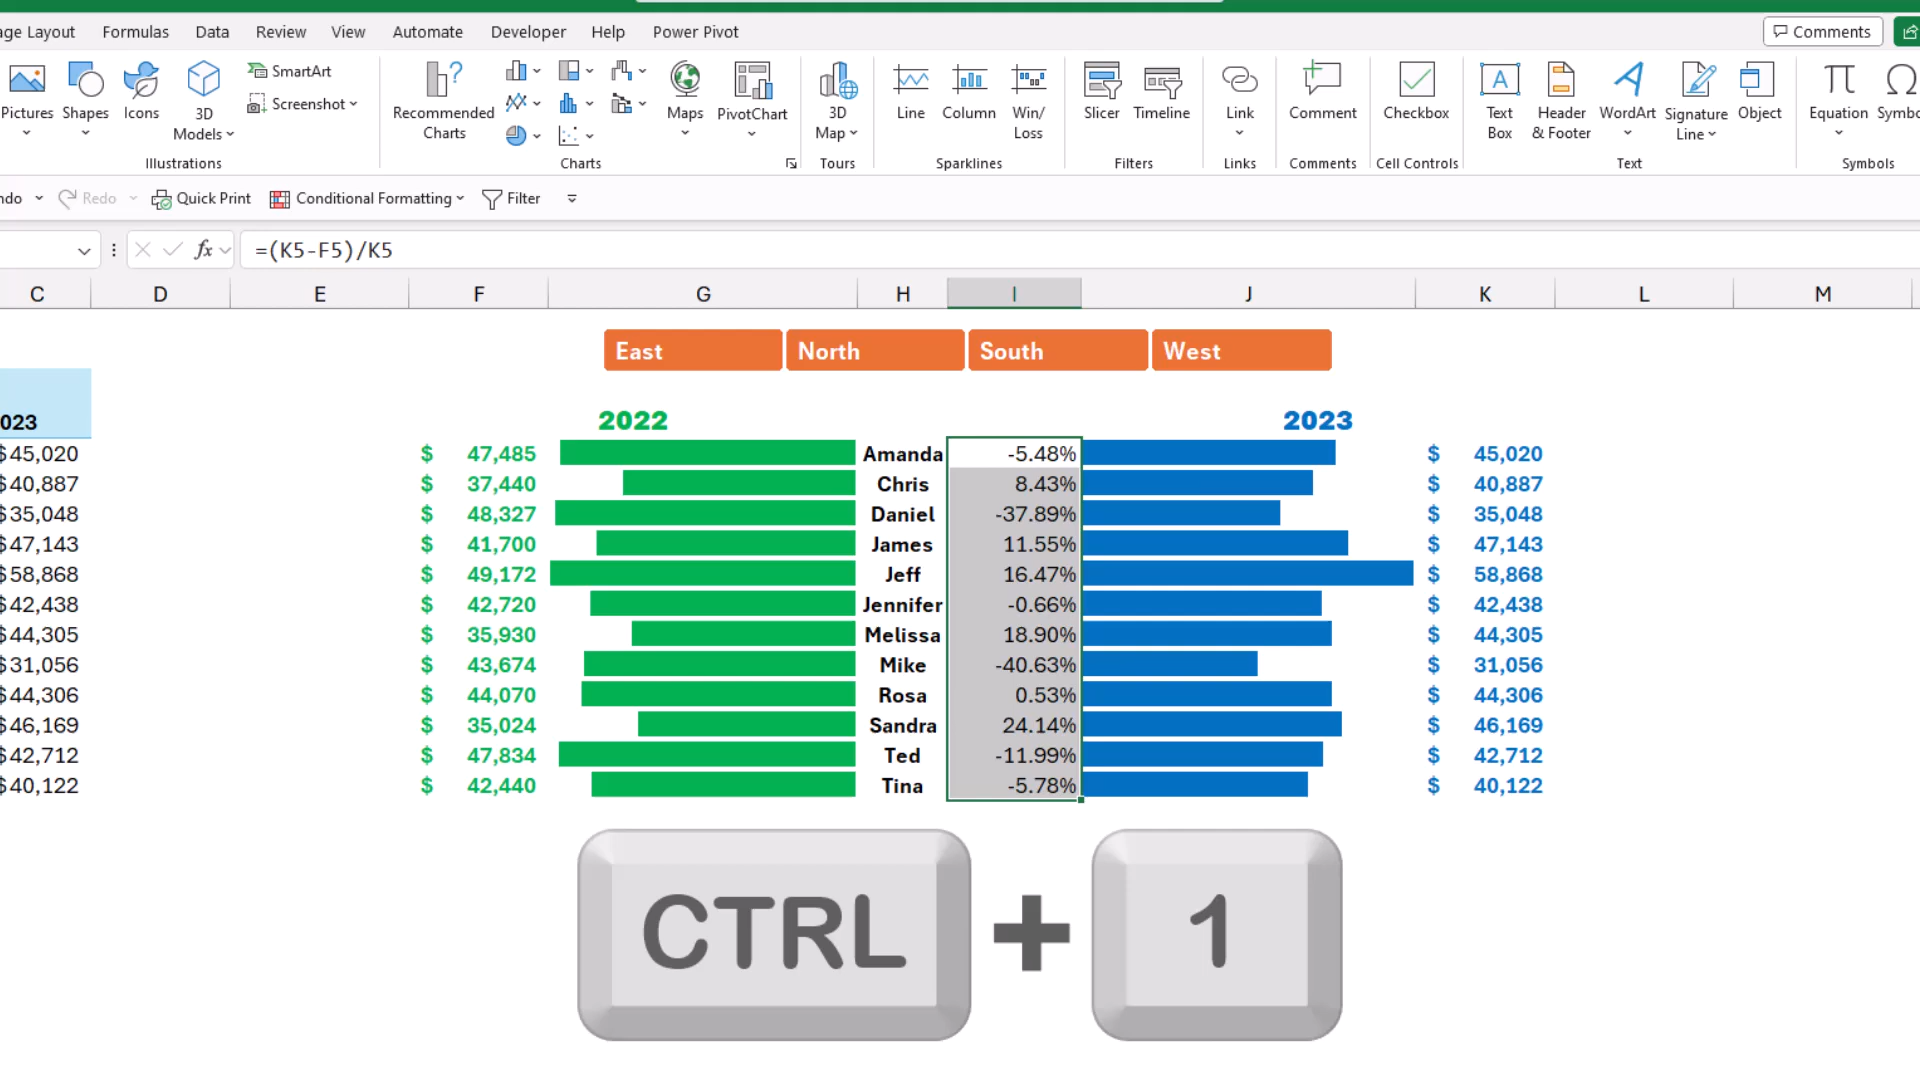 ge Layout Formulas Data Review View Automate Developer Help Power Pivot Comments
Pictures Shapes Icons 3D Models SmartArt Screenshot Recommended Charts Maps PivotChart 3D Map Line Column Win/Loss Slicer Timeline Link Comment Checkbox Text Box Header & Footer WordArt Signature Line Object Equation Symbo
Illustrations Charts Tours Sparklines Filters Links Comments Cell Controls Text Symbols
ndo Redo Quick Print Conditional Formatting Filter
fx =(K5-F5)/K5
C D E F G H I J K L M
East North South West
023 2022 2023
$45,020 $ 47,485 Amanda -5.48% $ 45,020
$40,887 $ 37,440 Chris 8.43% $ 40,887
$35,048 $ 48,327 Daniel -37.89% $ 35,048
$47,143 $ 41,700 James 11.55% $ 47,143
$58,868 $ 49,172 Jeff 16.47% $ 58,868
$42,438 $ 42,720 Jennifer -0.66% $ 42,438
$44,305 $ 35,930 Melissa 18.90% $ 44,305
$31,056 $ 43,674 Mike -40.63% $ 31,056
$44,306 $ 44,070 Rosa 0.53% $ 44,306
$46,169 $ 35,024 Sandra 24.14% $ 46,169
$42,712 $ 47,834 Ted -11.99% $ 42,712
$40,122 $ 42,440 Tina -5.78% $ 40,122
CTRL + 1